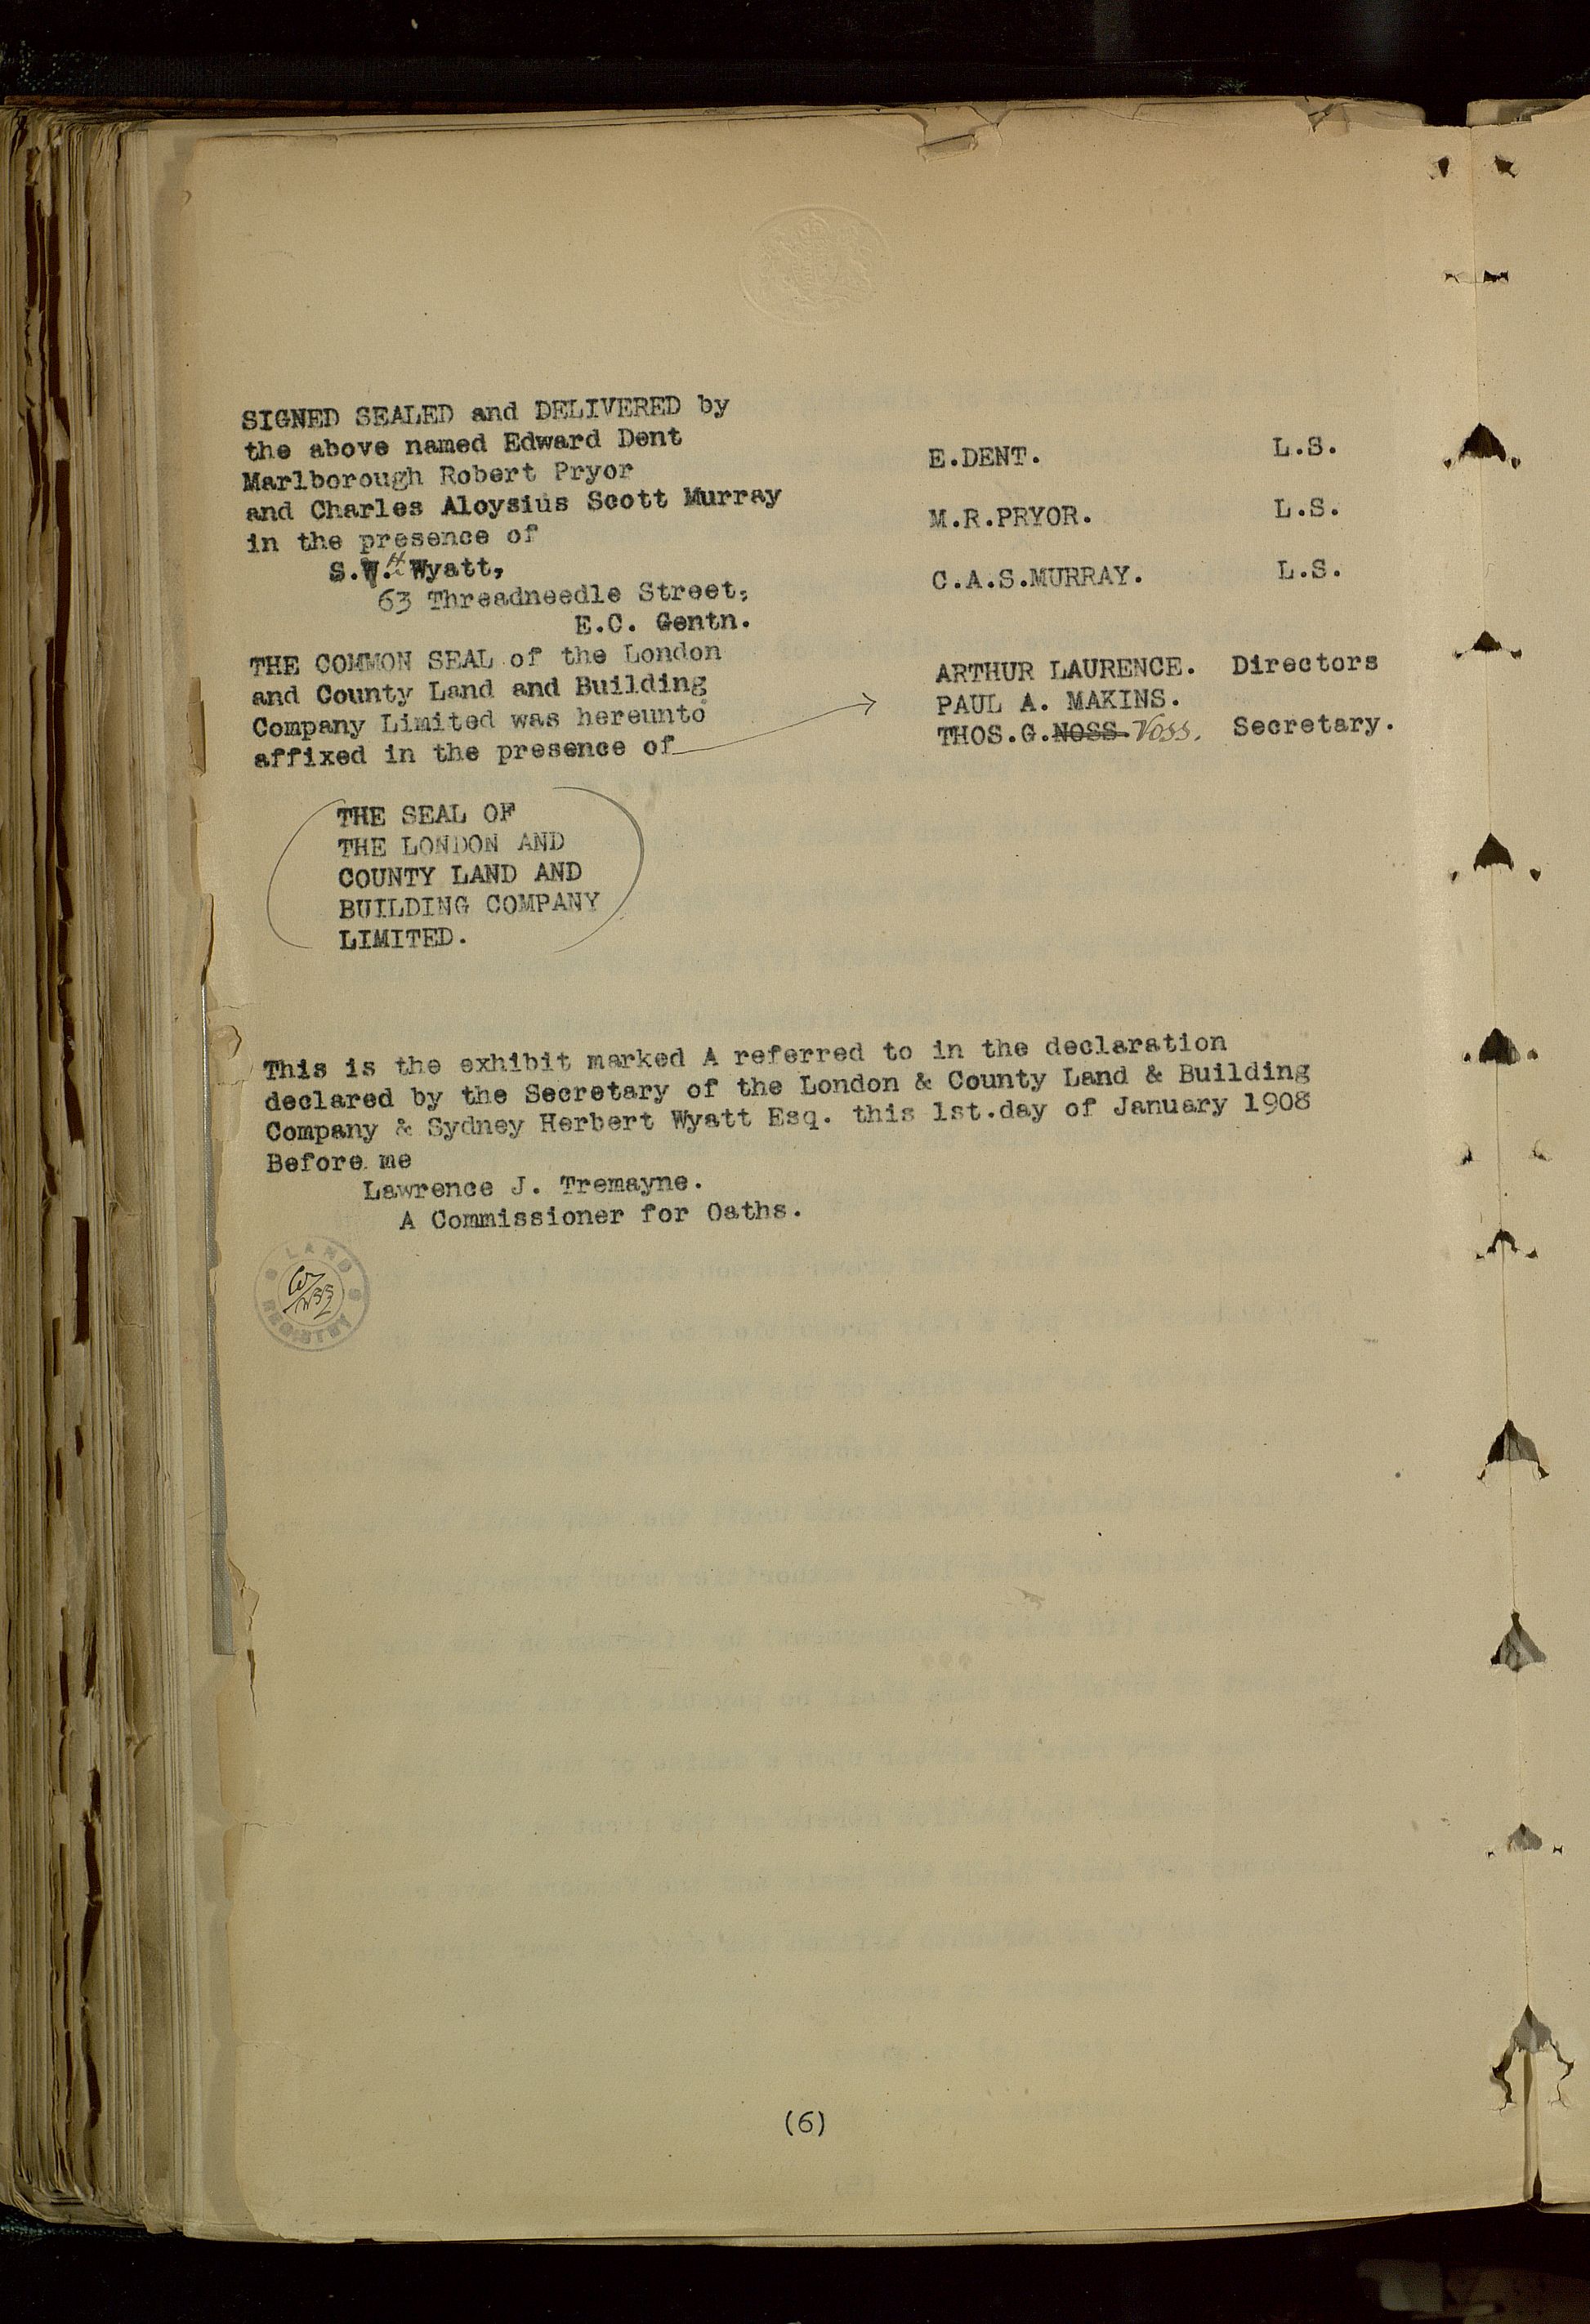 SIGNED SEALED and DELIVERED by
the above named Edward Dent
Marlborough Robert Pryor
and Charles Aloysius Scott Murray
in the presence of
S.W.H. Wyatt,
63 Threadneedle Street,
E.C. Gentn.
E.DENT. L.S.
M.R.PRYOR. L.S.
C.A.S.MURRAY. L.S.
THE COMMON SEAL of the London
and County Land and Building
Company Limited was hereunto
affixed in the presence of
ARTHUR LAURENCE. Directors
PAUL A. MAKINS.
THOS.G.NOSS. Voss. Secretary.
THE SEAL OF
THE LONDON AND
COUNTY LAND AND
BUILDING COMPANY
LIMITED.
This is the exhibit marked A referred to in the declaration
declared by the Secretary of the London & County Land & Building
Company & Sydney Herbert Wyatt Esq. this 1st.day of January 1908
Before me
Lawrence J. Tremayne.
A Commissioner for Oaths.
LAND
REGISTRY
(6)